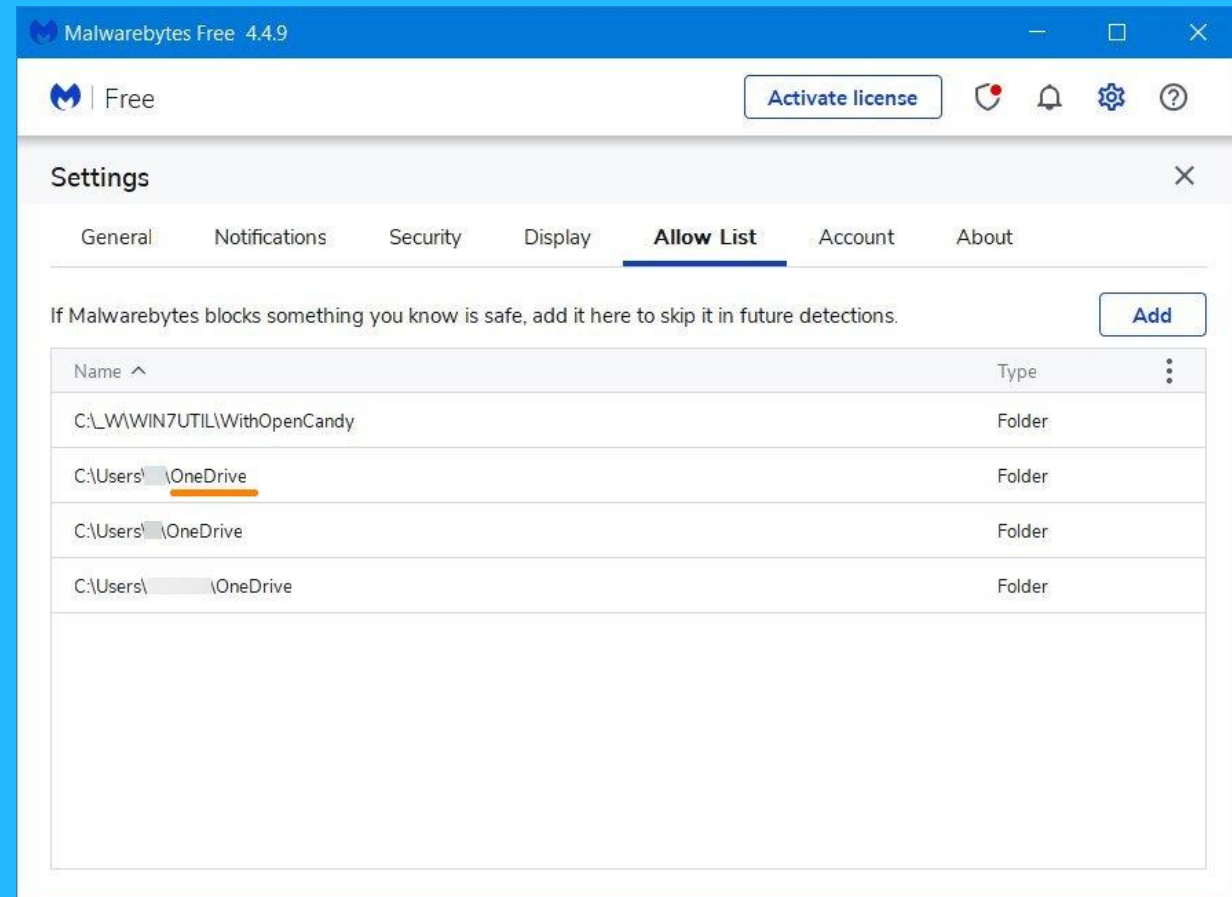 Malwarebytes Free 4.4.9
Free
Activate license
Settings
General Notifications Security Display Allow List Account About
If Malwarebytes blocks something you know is safe, add it here to skip it in future detections.
Add
Name Type
C:\_W\WIN7UTIL\WithOpenCandy Folder
C:\Users\ \OneDrive Folder
C:\Users\ \OneDrive Folder
C:\Users\ \OneDrive Folder